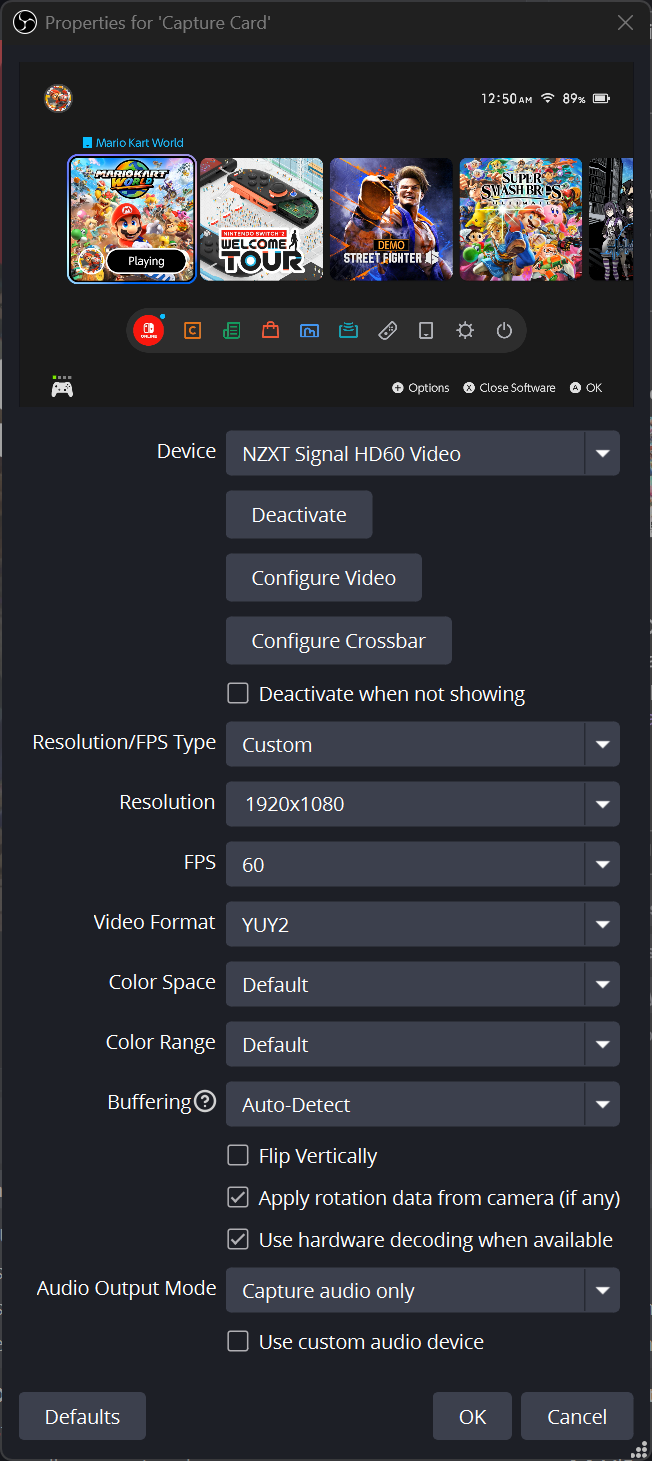 Properties for 'Capture Card'
12:50AM 89%
Mario Kart World
MARIOKART
WORLD
Playing
NINTENDO SWITCH 2
WELCOME
TOUR
DEMO
STREET FIGHTER 6
SUPER
SMASH BROS.
ULTIMATE
ONLINE
Options Close Software OK
Device NZXT Signal HD60 Video
Deactivate
Configure Video
Configure Crossbar
Deactivate when not showing
Resolution/FPS Type Custom
Resolution 1920x1080
FPS 60
Video Format YUY2
Color Space Default
Color Range Default
Buffering Auto-Detect
Flip Vertically
Apply rotation data from camera (if any)
Use hardware decoding when available
Audio Output Mode Capture audio only
Use custom audio device
Defaults OK Cancel